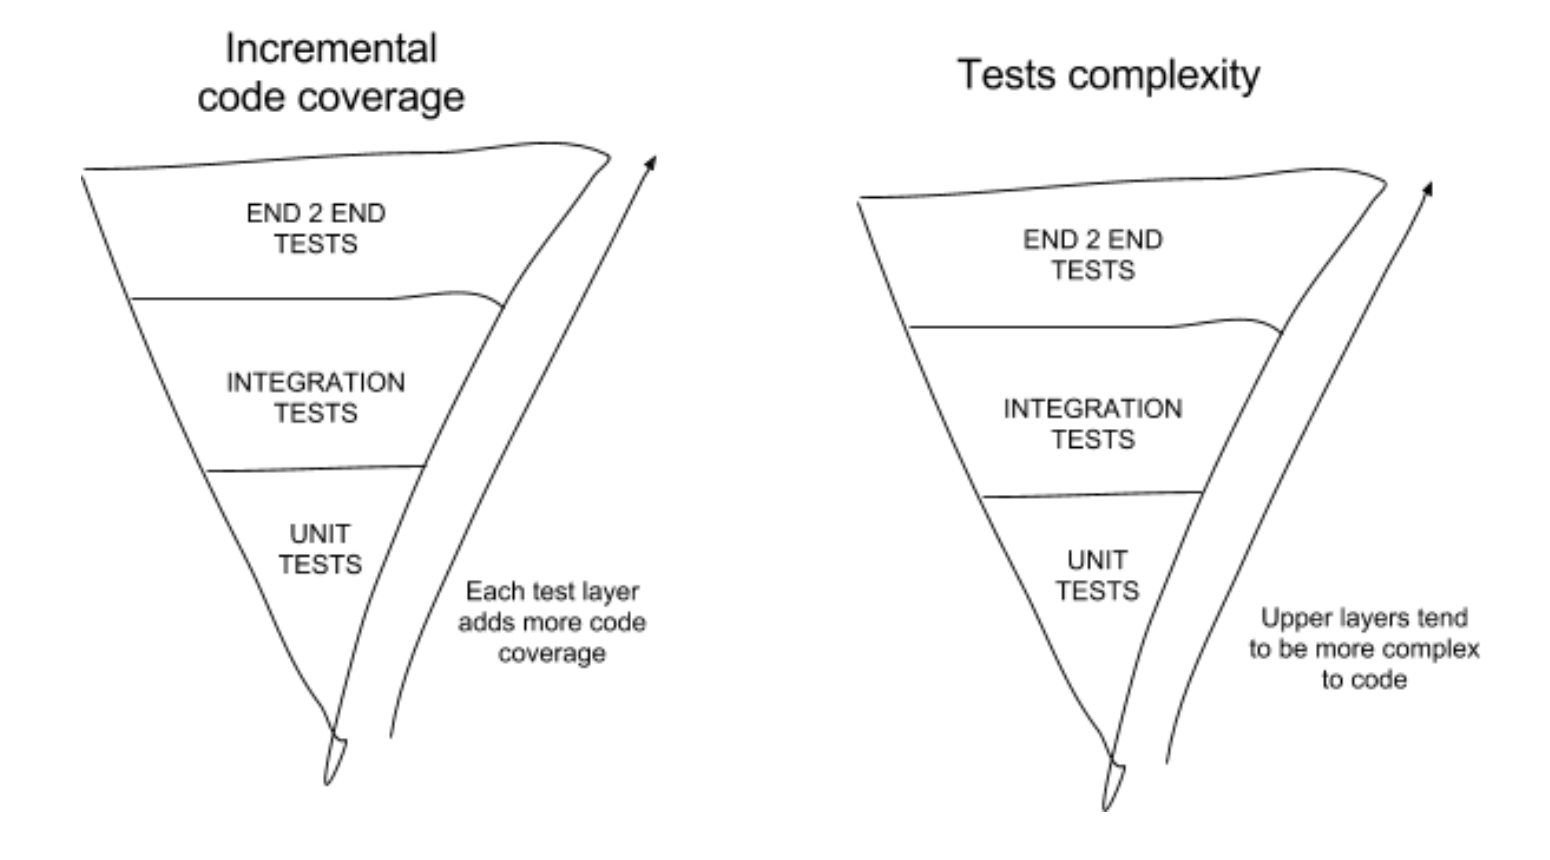 Incremental
code coverage
END 2 END
TESTS
INTEGRATION
TESTS
UNIT
TESTS
Each test layer
adds more code
coverage
Tests complexity
END 2 END
TESTS
INTEGRATION
TESTS
UNIT
TESTS
Upper layers tend
to be more complex
to code